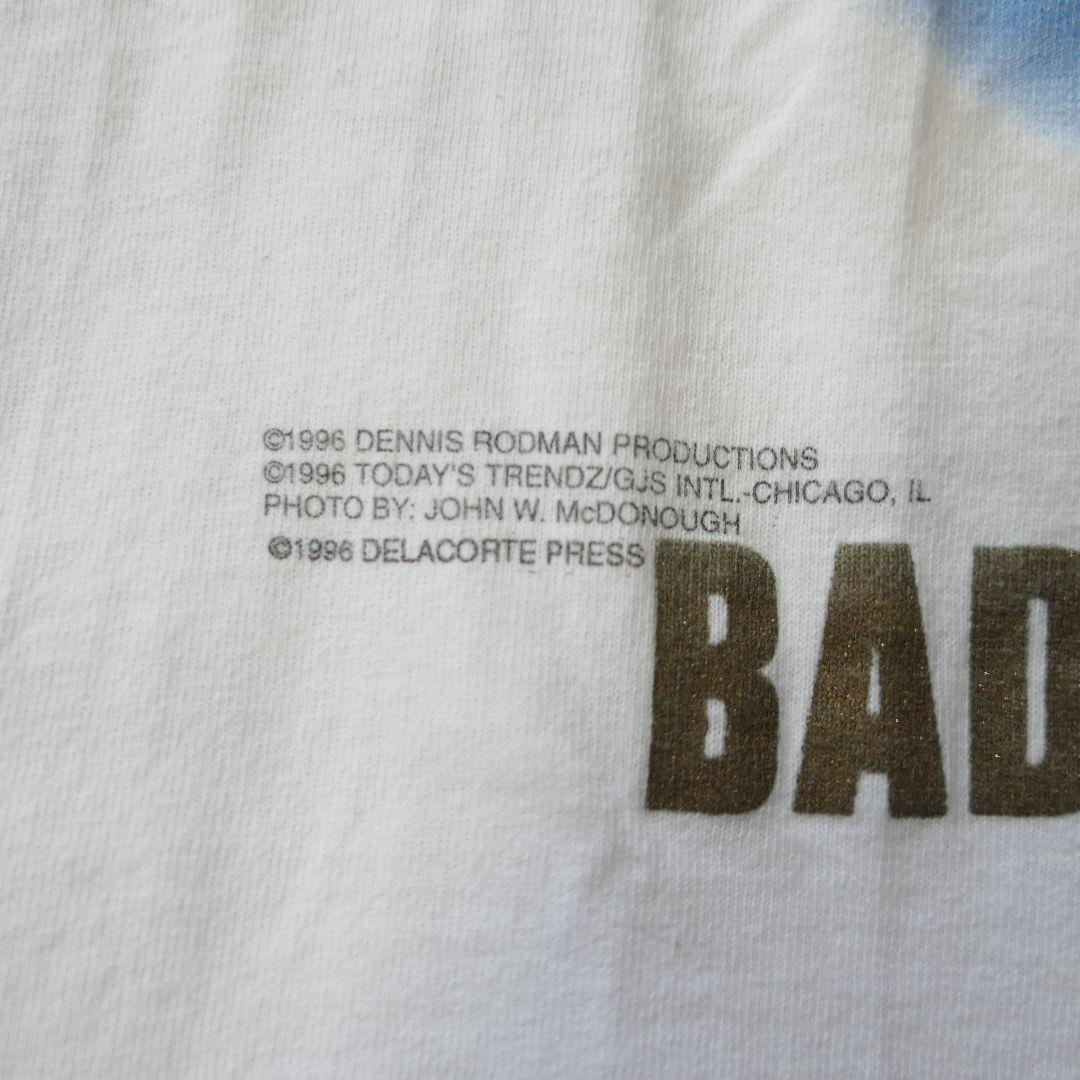 ©1996 DENNIS RODMAN PRODUCTIONS
©1996 TODAY'S TRENDZ/GJS INTL.-CHICAGO, IL
PHOTO BY: JOHN W. McDONOUGH
©1996 DELACORTE PRESS
BAD